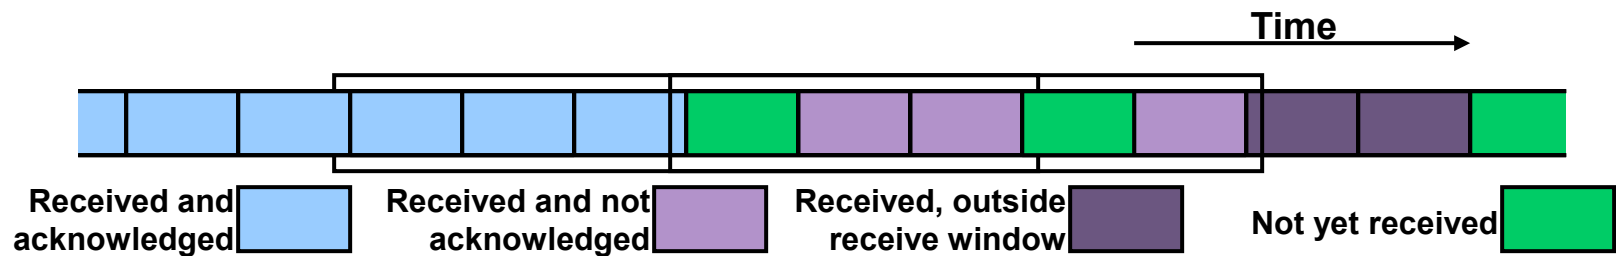 Time
Received and
acknowledged
Received and not
acknowledged
Received, outside
receive window
Not yet received